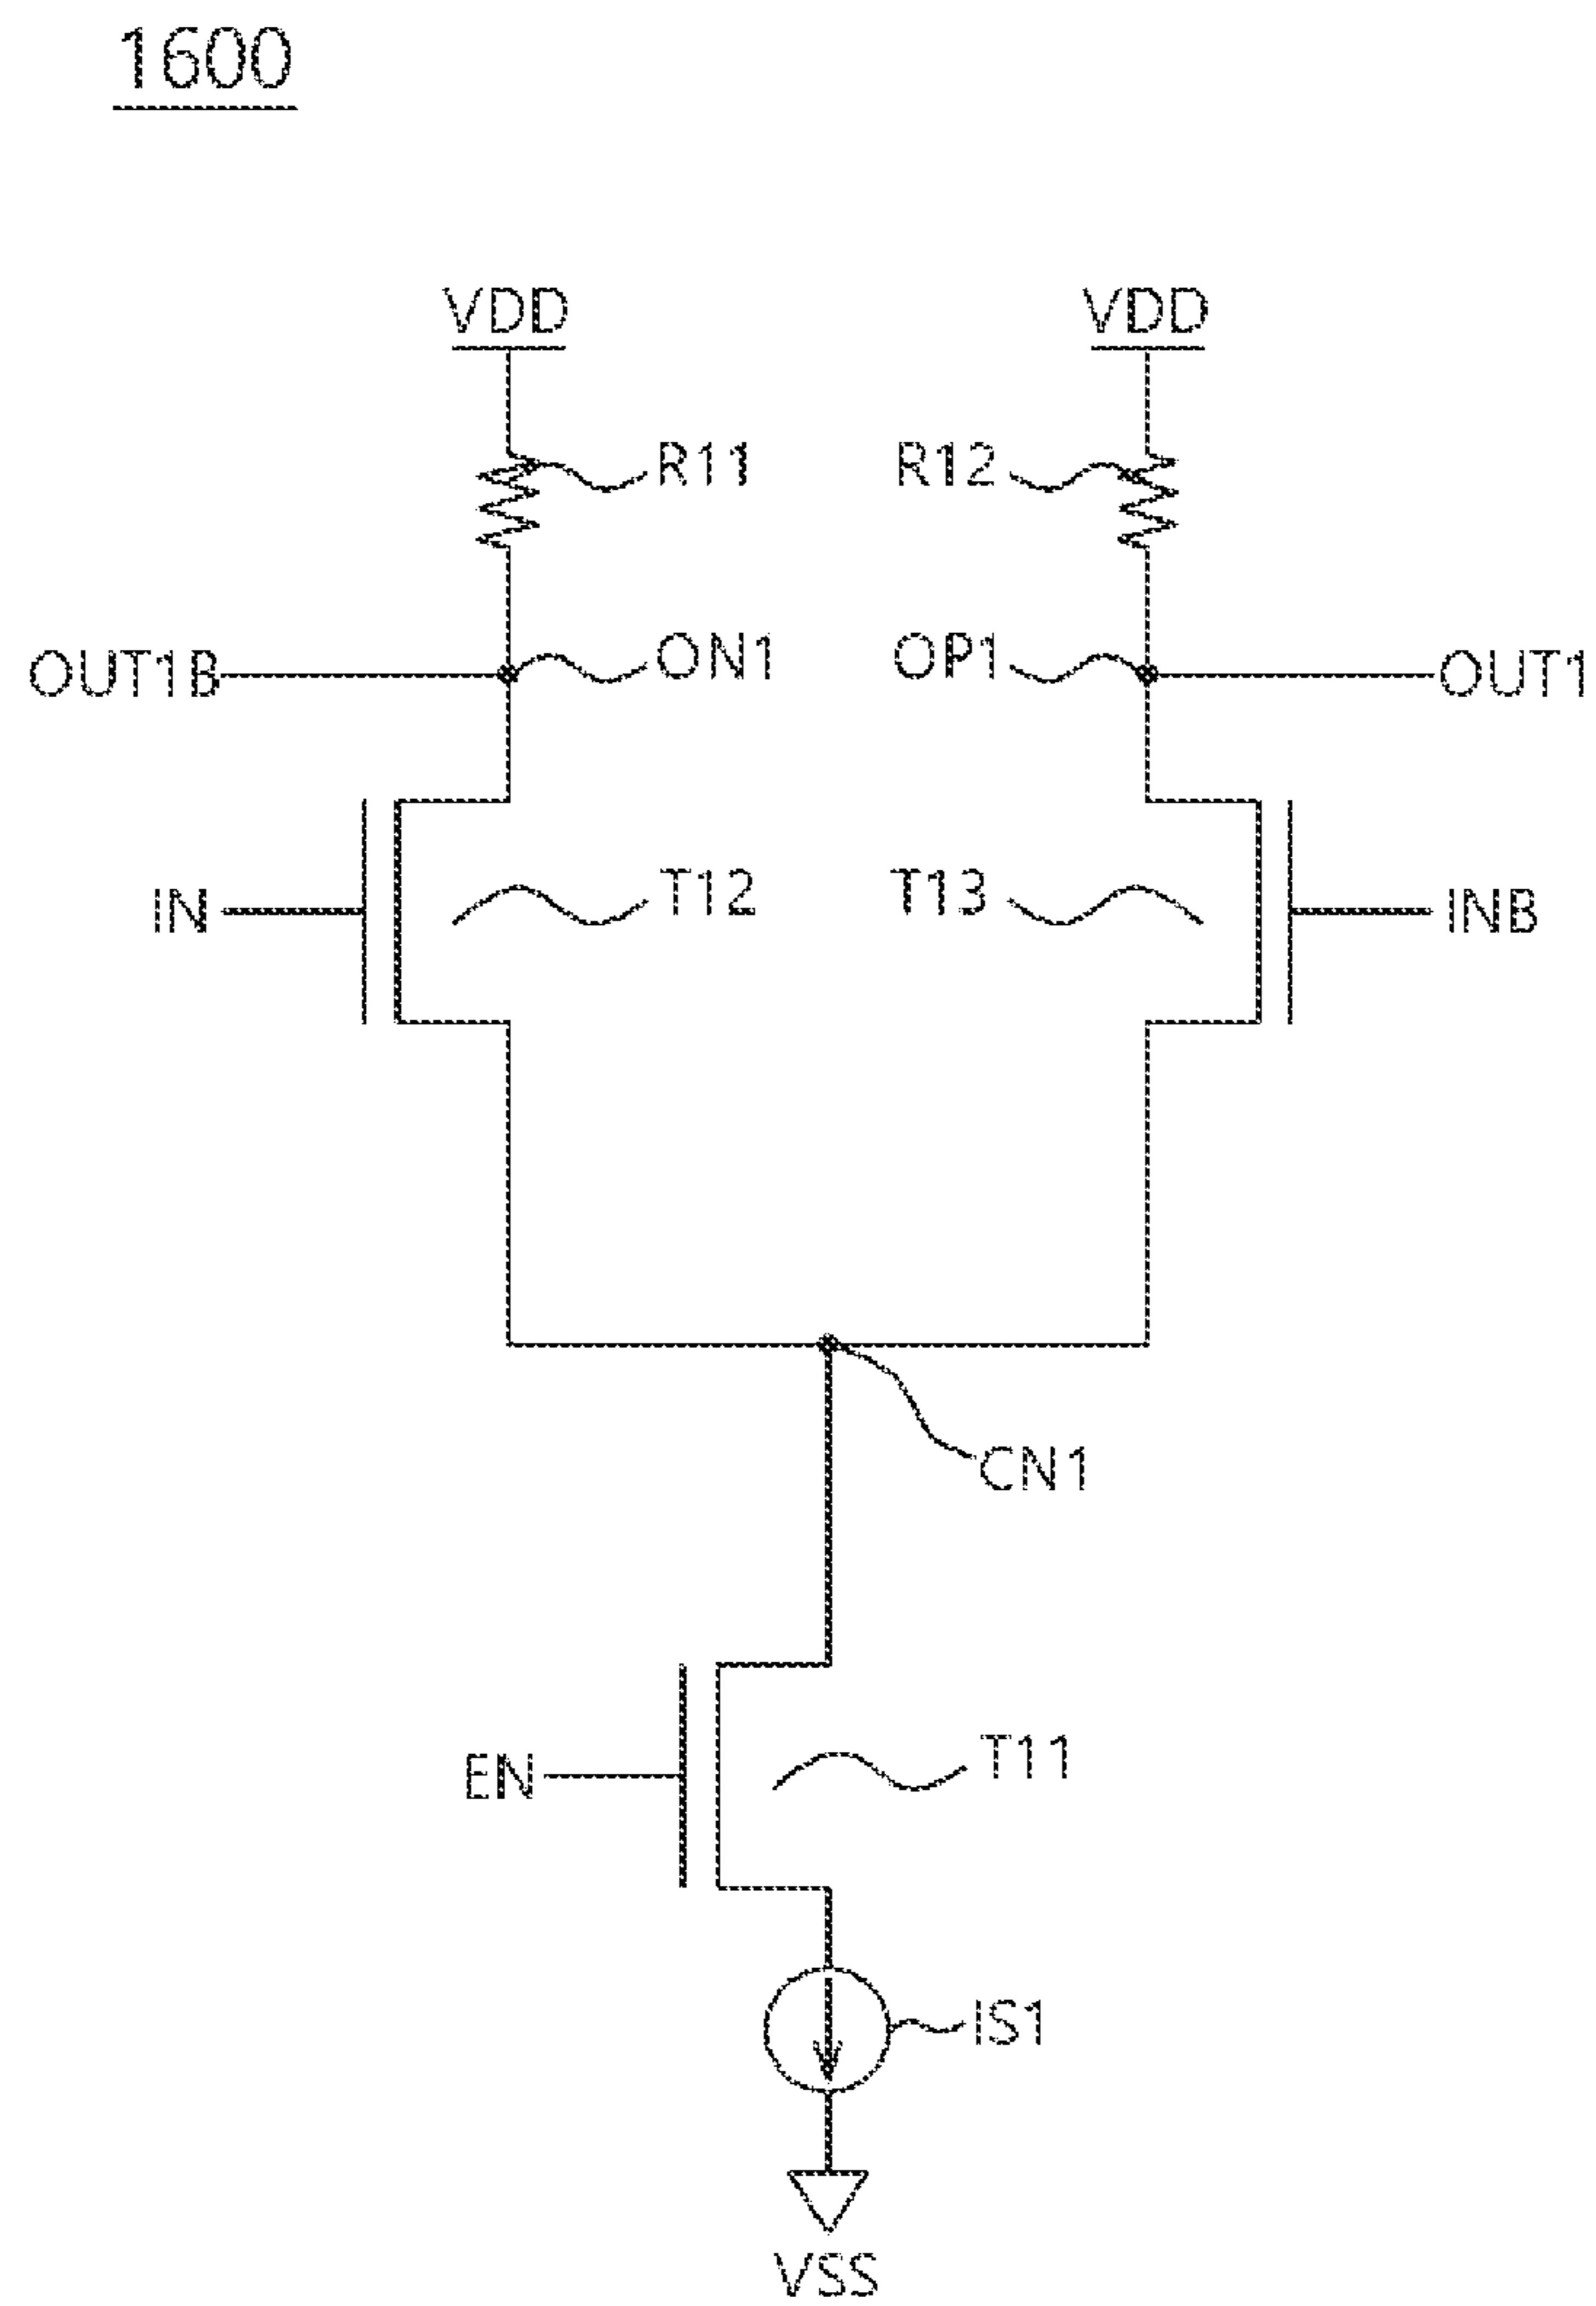 1600
VDD VDD
R11 R12
OUT1B ON1 OP1 OUT1
IN T12 T13 INB
CN1
EN T11
IS1
VSS